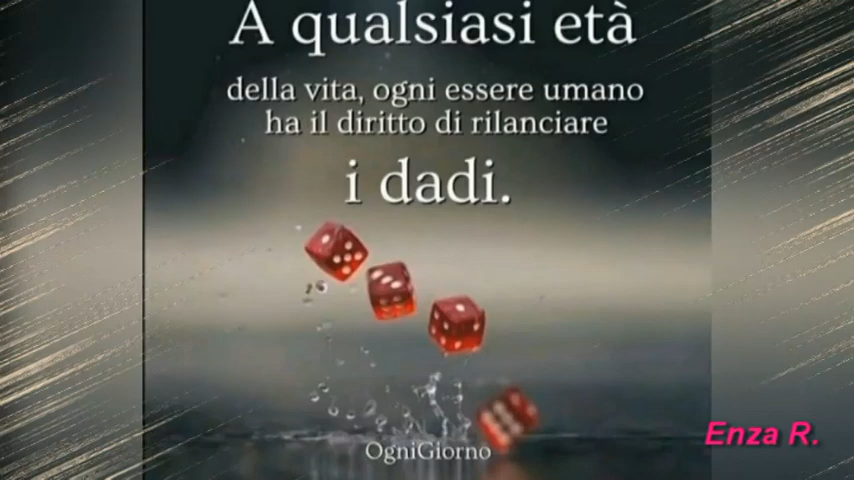 A qualsiasi età
della vita, ogni essere umano
ha il diritto di rilanciare
i dadi.
OgniGiorno
Enza R.